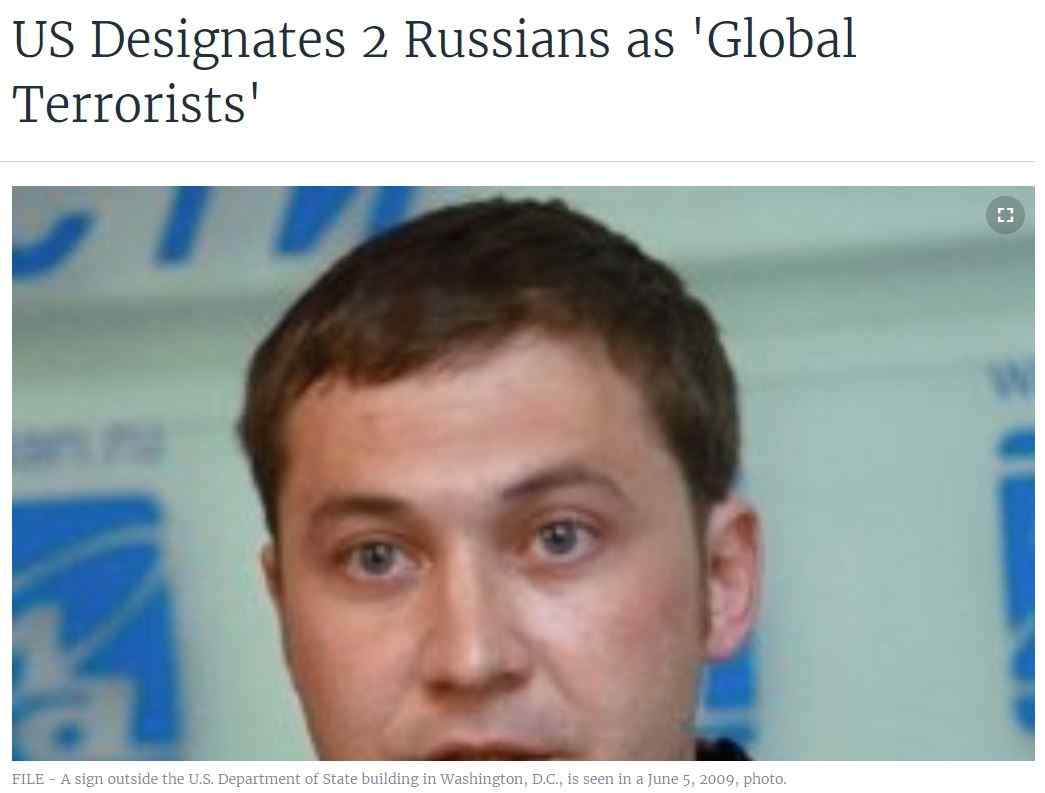 US Designates 2 Russians as 'Global
Terrorists'
СТИ
FILE - A sign outside the U.S. Department of State building in Washington, D.C., is seen in a June 5, 2009, photo.